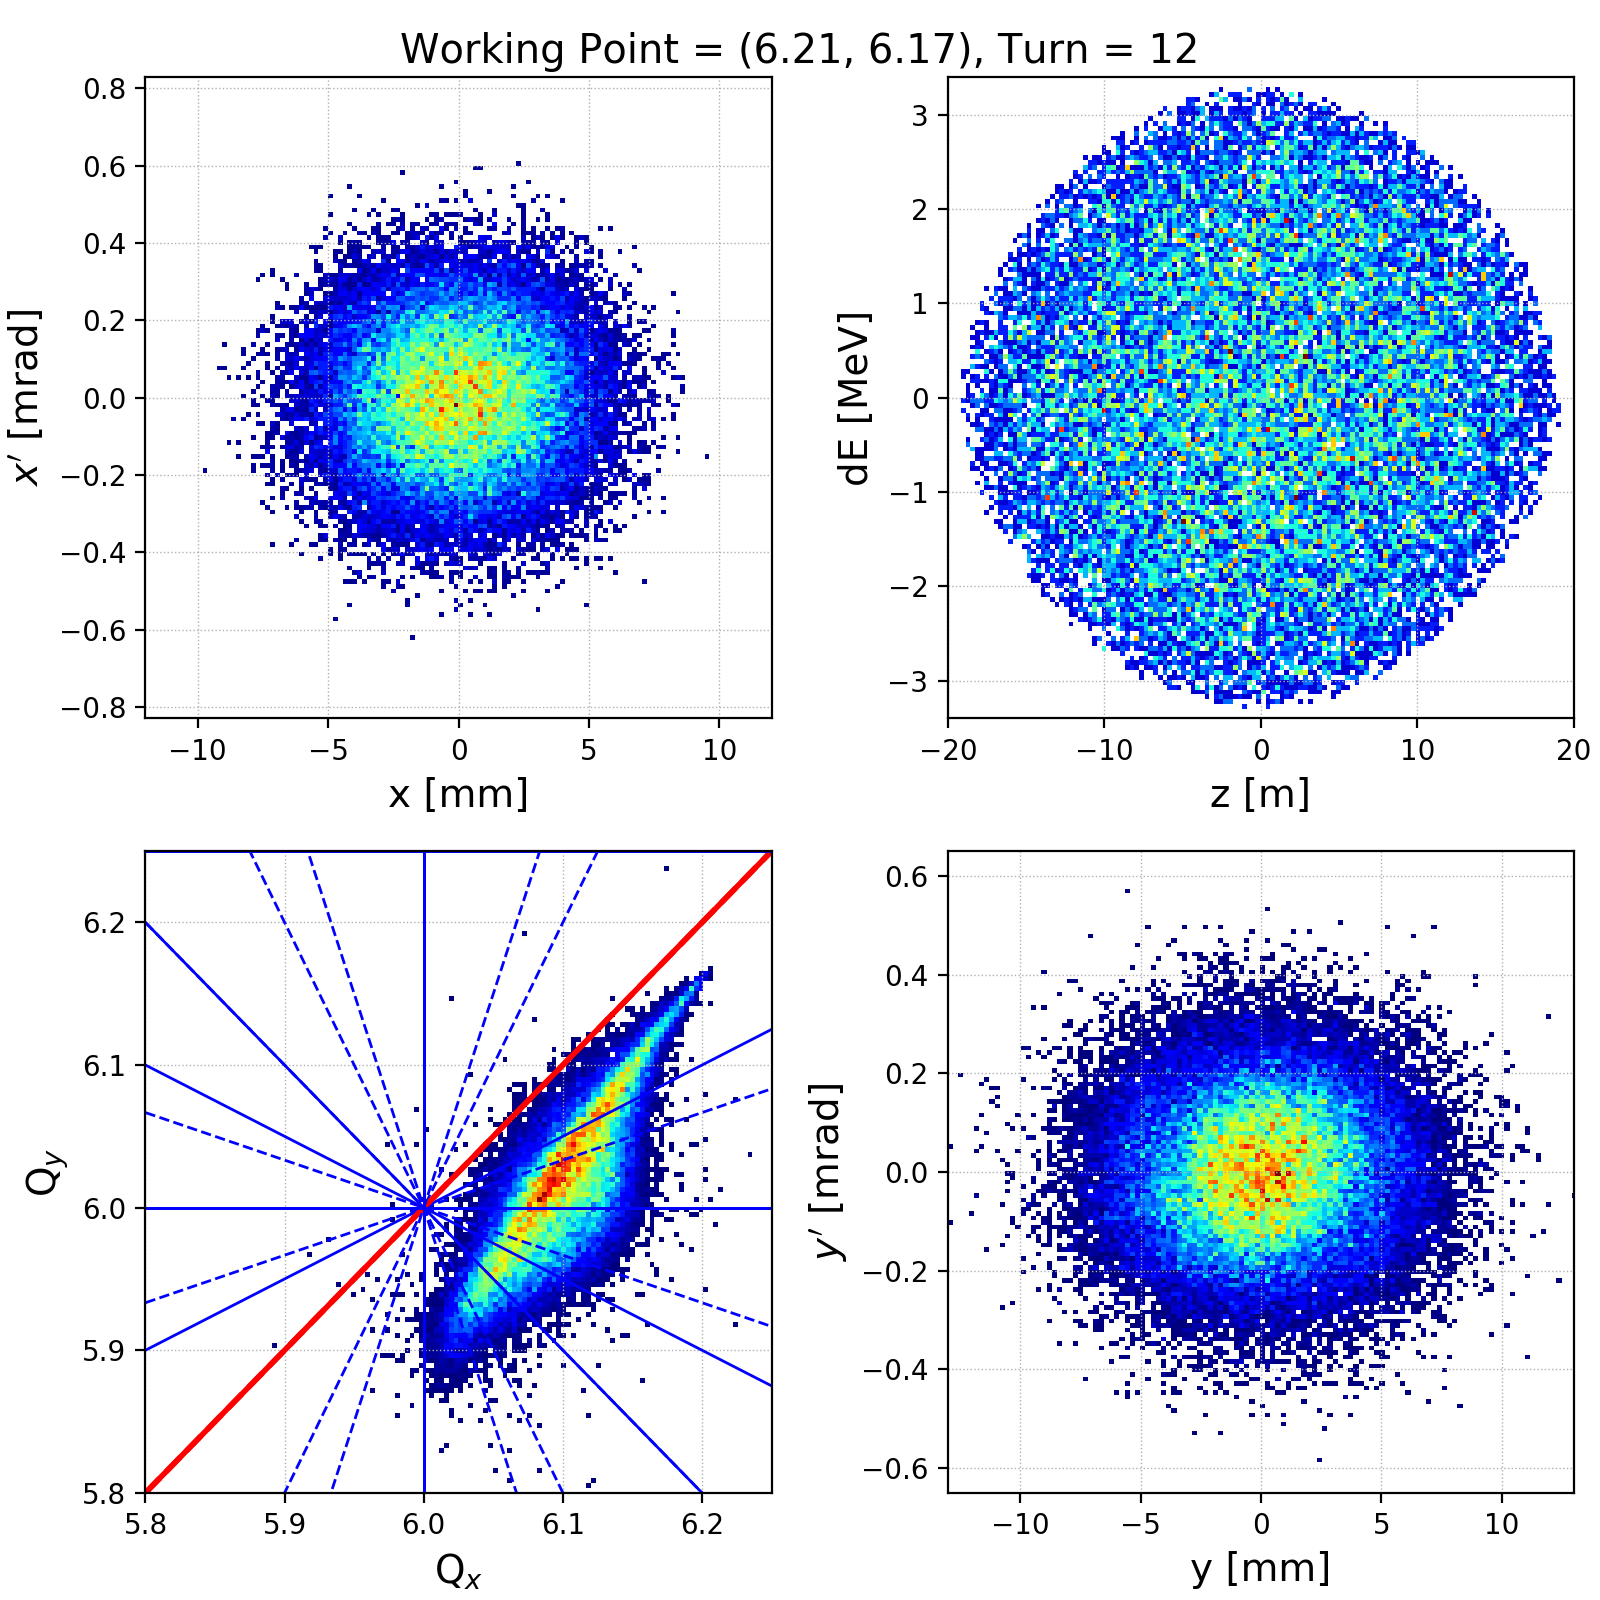 Working Point = (6.21, 6.17), Turn = 12
0.8
0.6
0.4
0.2
0.0
−0.2
−0.4
−0.6
−0.8
x′ [mrad]
−10 −5 0 5 10
x [mm]
3
2
1
0
−1
−2
−3
dE [MeV]
−20 −10 0 10 20
z [m]
6.2
6.1
6.0
5.9
5.8
Qy
5.8 5.9 6.0 6.1 6.2
Qx
0.6
0.4
0.2
0.0
−0.2
−0.4
−0.6
y′ [mrad]
−10 −5 0 5 10
y [mm]